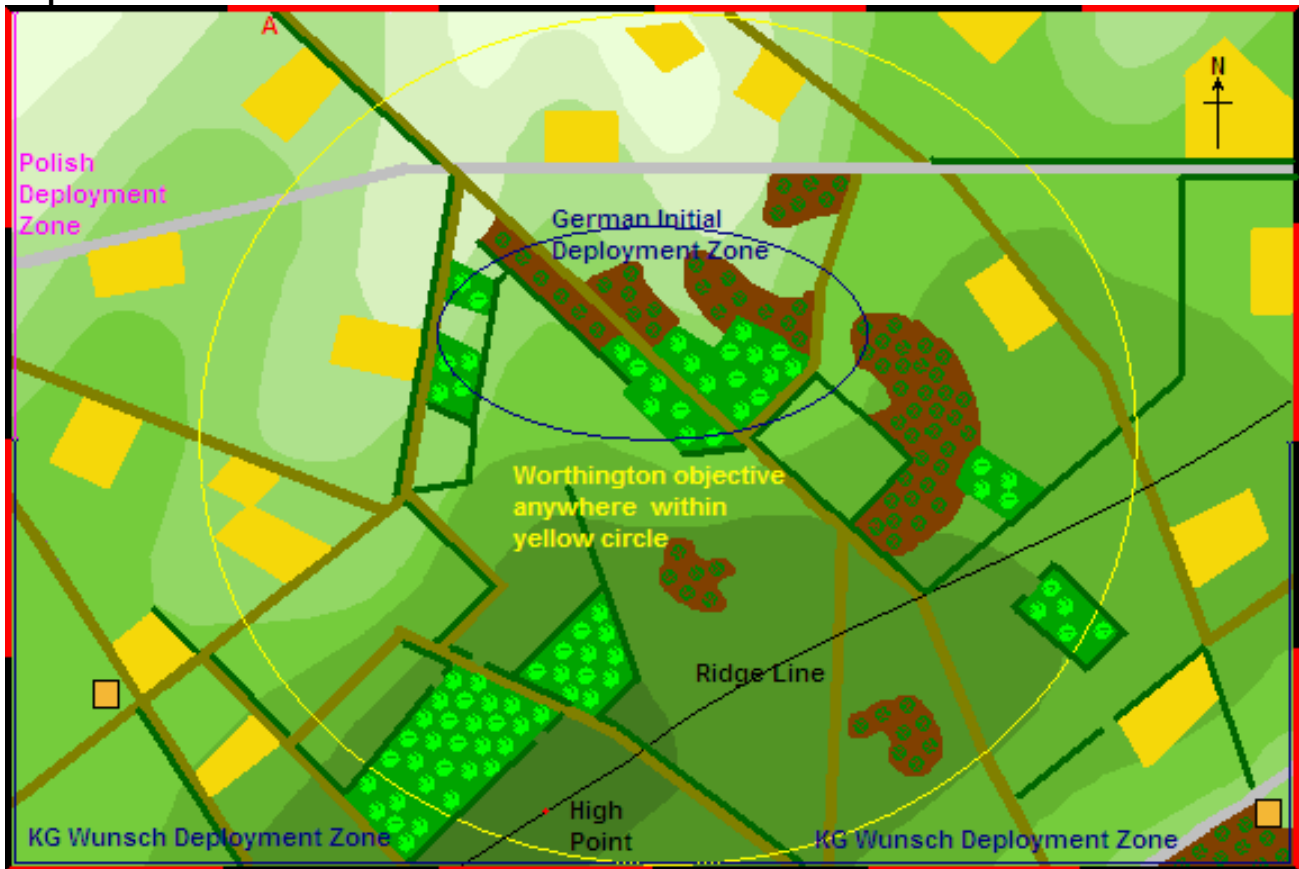 A
N
Polish
Deployment
Zone
German Initial
Deployment Zone
Worthington objective
anywhere within
yellow circle
Ridge Line
High
Point
KG Wunsch Deployment Zone
KG Wunsch Deployment Zone